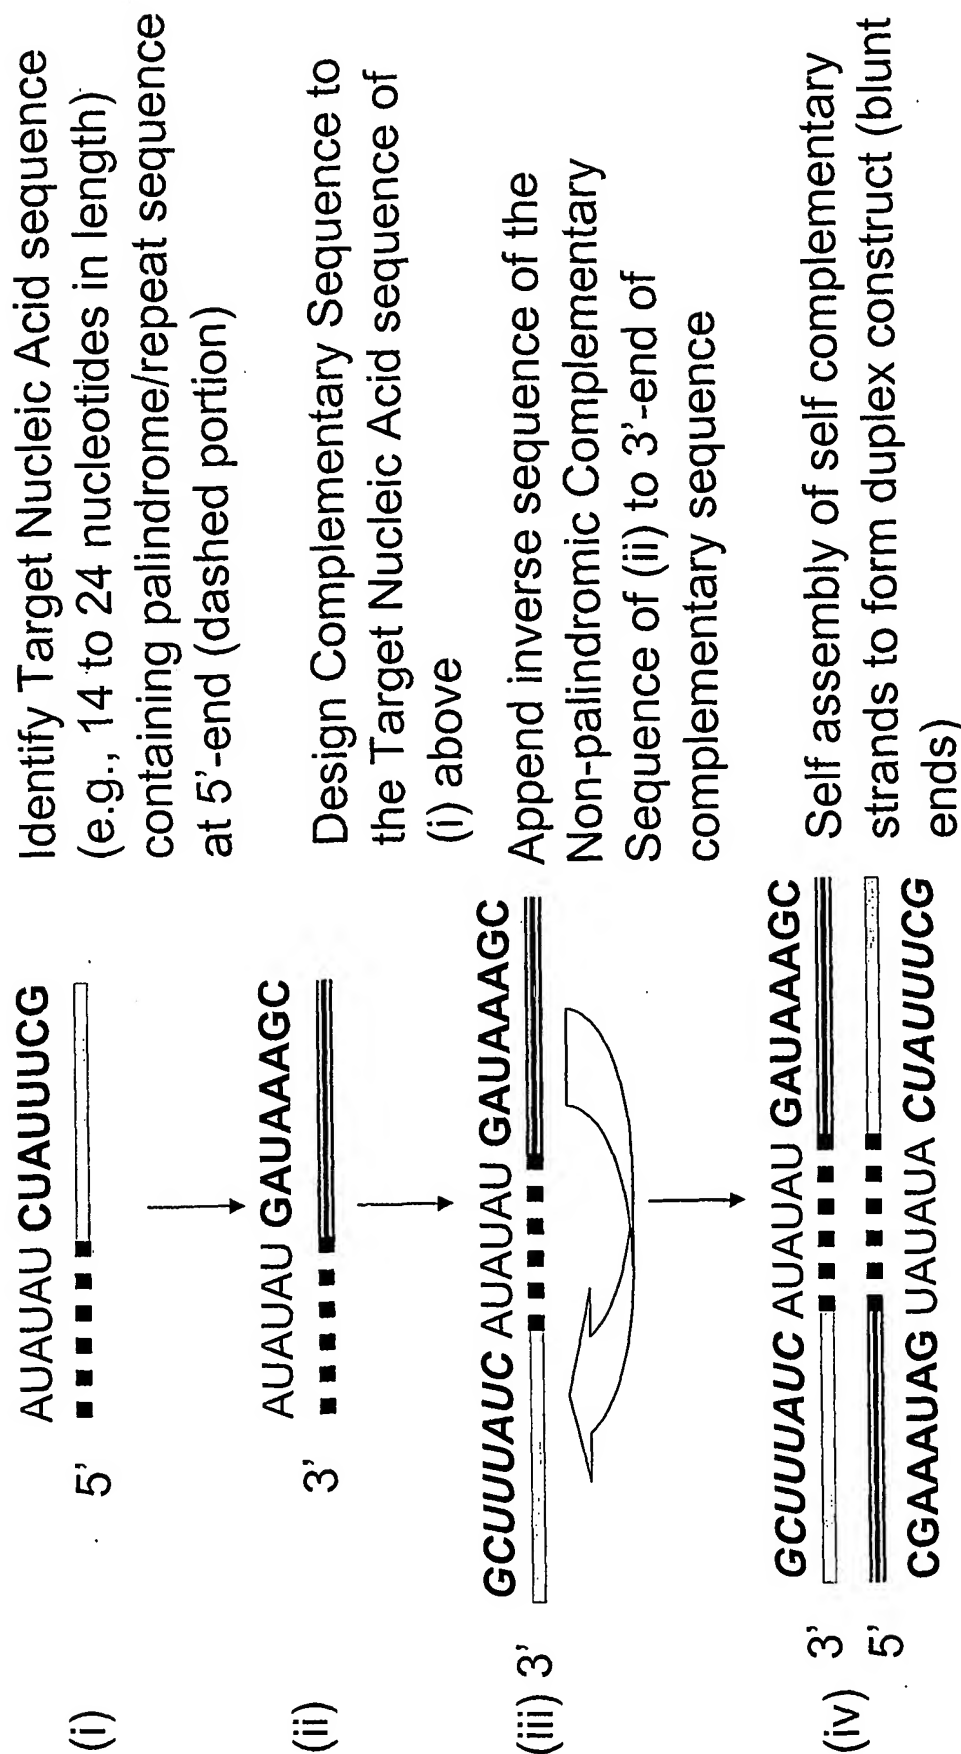 AUAUAU CUAUUUCG
(i) 5'
Identify Target Nucleic Acid sequence
(e.g., 14 to 24 nucleotides in length)
containing palindrome/repeat sequence
at 5'-end (dashed portion)
AUAUAU GAUAAAGC
(ii) 3'
Design Complementary Sequence to
the Target Nucleic Acid sequence of
(i) above
GCUUUAUC AUAUAU GAUAAAGC
(iii) 3'
Append inverse sequence of the
Non-palindromic Complementary
Sequence of (ii) to 3'-end of
complementary sequence
GCUUUAUC AUAUAU GAUAAAGC
(iv) 3'
5'
CGAAAUAG UAUAUA CUAUUUCG
Self assembly of self complementary
strands to form duplex construct (blunt
ends)